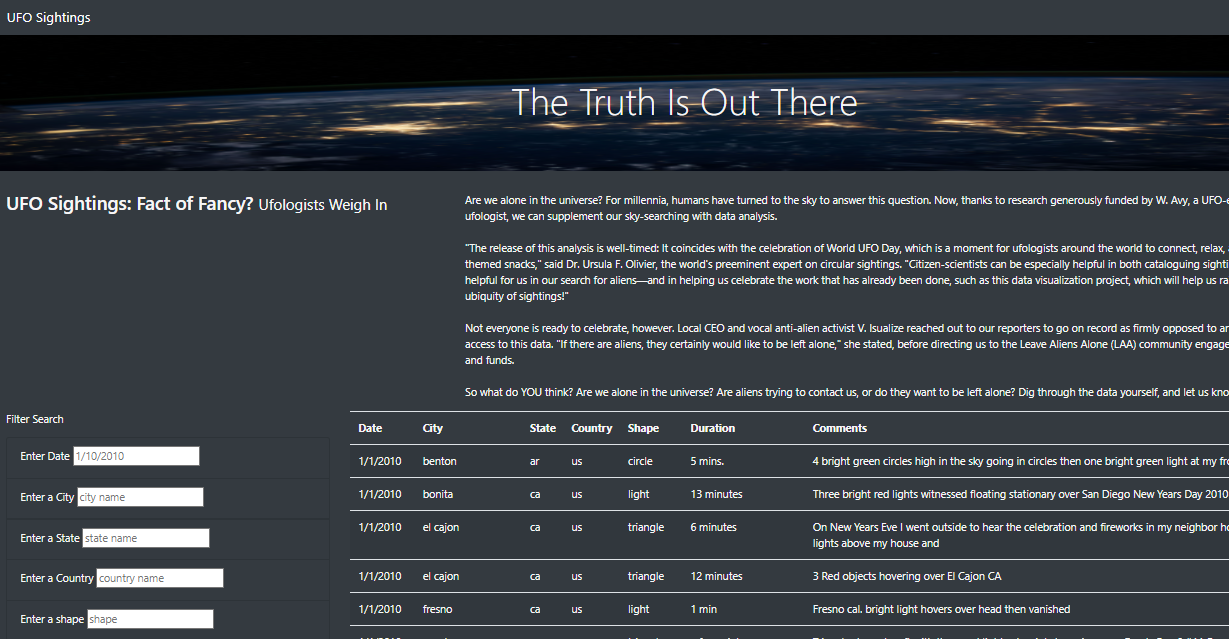 UFO Sightings
The Truth Is Out There
UFO Sightings: Fact of Fancy? Ufologists Weigh In
Are we alone in the universe? For millennia, humans have turned to the sky to answer this question. Now, thanks to research generously funded by W. Avy, a
ufologist, we can supplement our sky-searching with data analysis.
"The release of this analysis is well-timed: It coincides with the celebration of World UFO Day, which is a moment for ufologists around the world to connect, relax,
themed snacks," said Dr. Ursula F. Olivier, the world's preeminent expert on circular sightings. "Citizen-scientists can be especially helpful in both cataloguing
helpful for us in our search for aliens—and in helping us celebrate the work that has already been done, such as this data visualization project, which will help us
ubiquity of sightings!"
Not everyone is ready to celebrate, however. Local CEO and vocal anti-alien activist V. Isualize reached out to our reporters to go on record as firmly opposed to
access to this data. "If there are aliens, they certainly would like to be left alone," she stated, before directing us to the Leave Aliens Alone (LAA) community
and funds.
So what do YOU think? Are we alone in the universe? Are aliens trying to contact us, or do they want to be left alone? Dig through the data yourself, and let us
Filter Search
Enter Date 1/10/2010
Enter a City city name
Enter a State state name
Enter a Country country name
Enter a shape shape
Date City State Country Shape Duration Comments
1/1/2010 benton ar us circle 5 mins. 4 bright green circles high in the sky going in circles then one bright green light at my
1/1/2010 bonita ca us light 13 minutes Three bright red lights witnessed floating stationary over San Diego New Years Day 2010
1/1/2010 el cajon ca us triangle 6 minutes On New Years Eve I went outside to hear the celebration and fireworks in my neighbor
lights above my house and
1/1/2010 el cajon ca us triangle 12 minutes 3 Red objects hovering over El Cajon CA
1/1/2010 fresno ca us light 1 min Fresno cal. bright light hovers over head then vanished